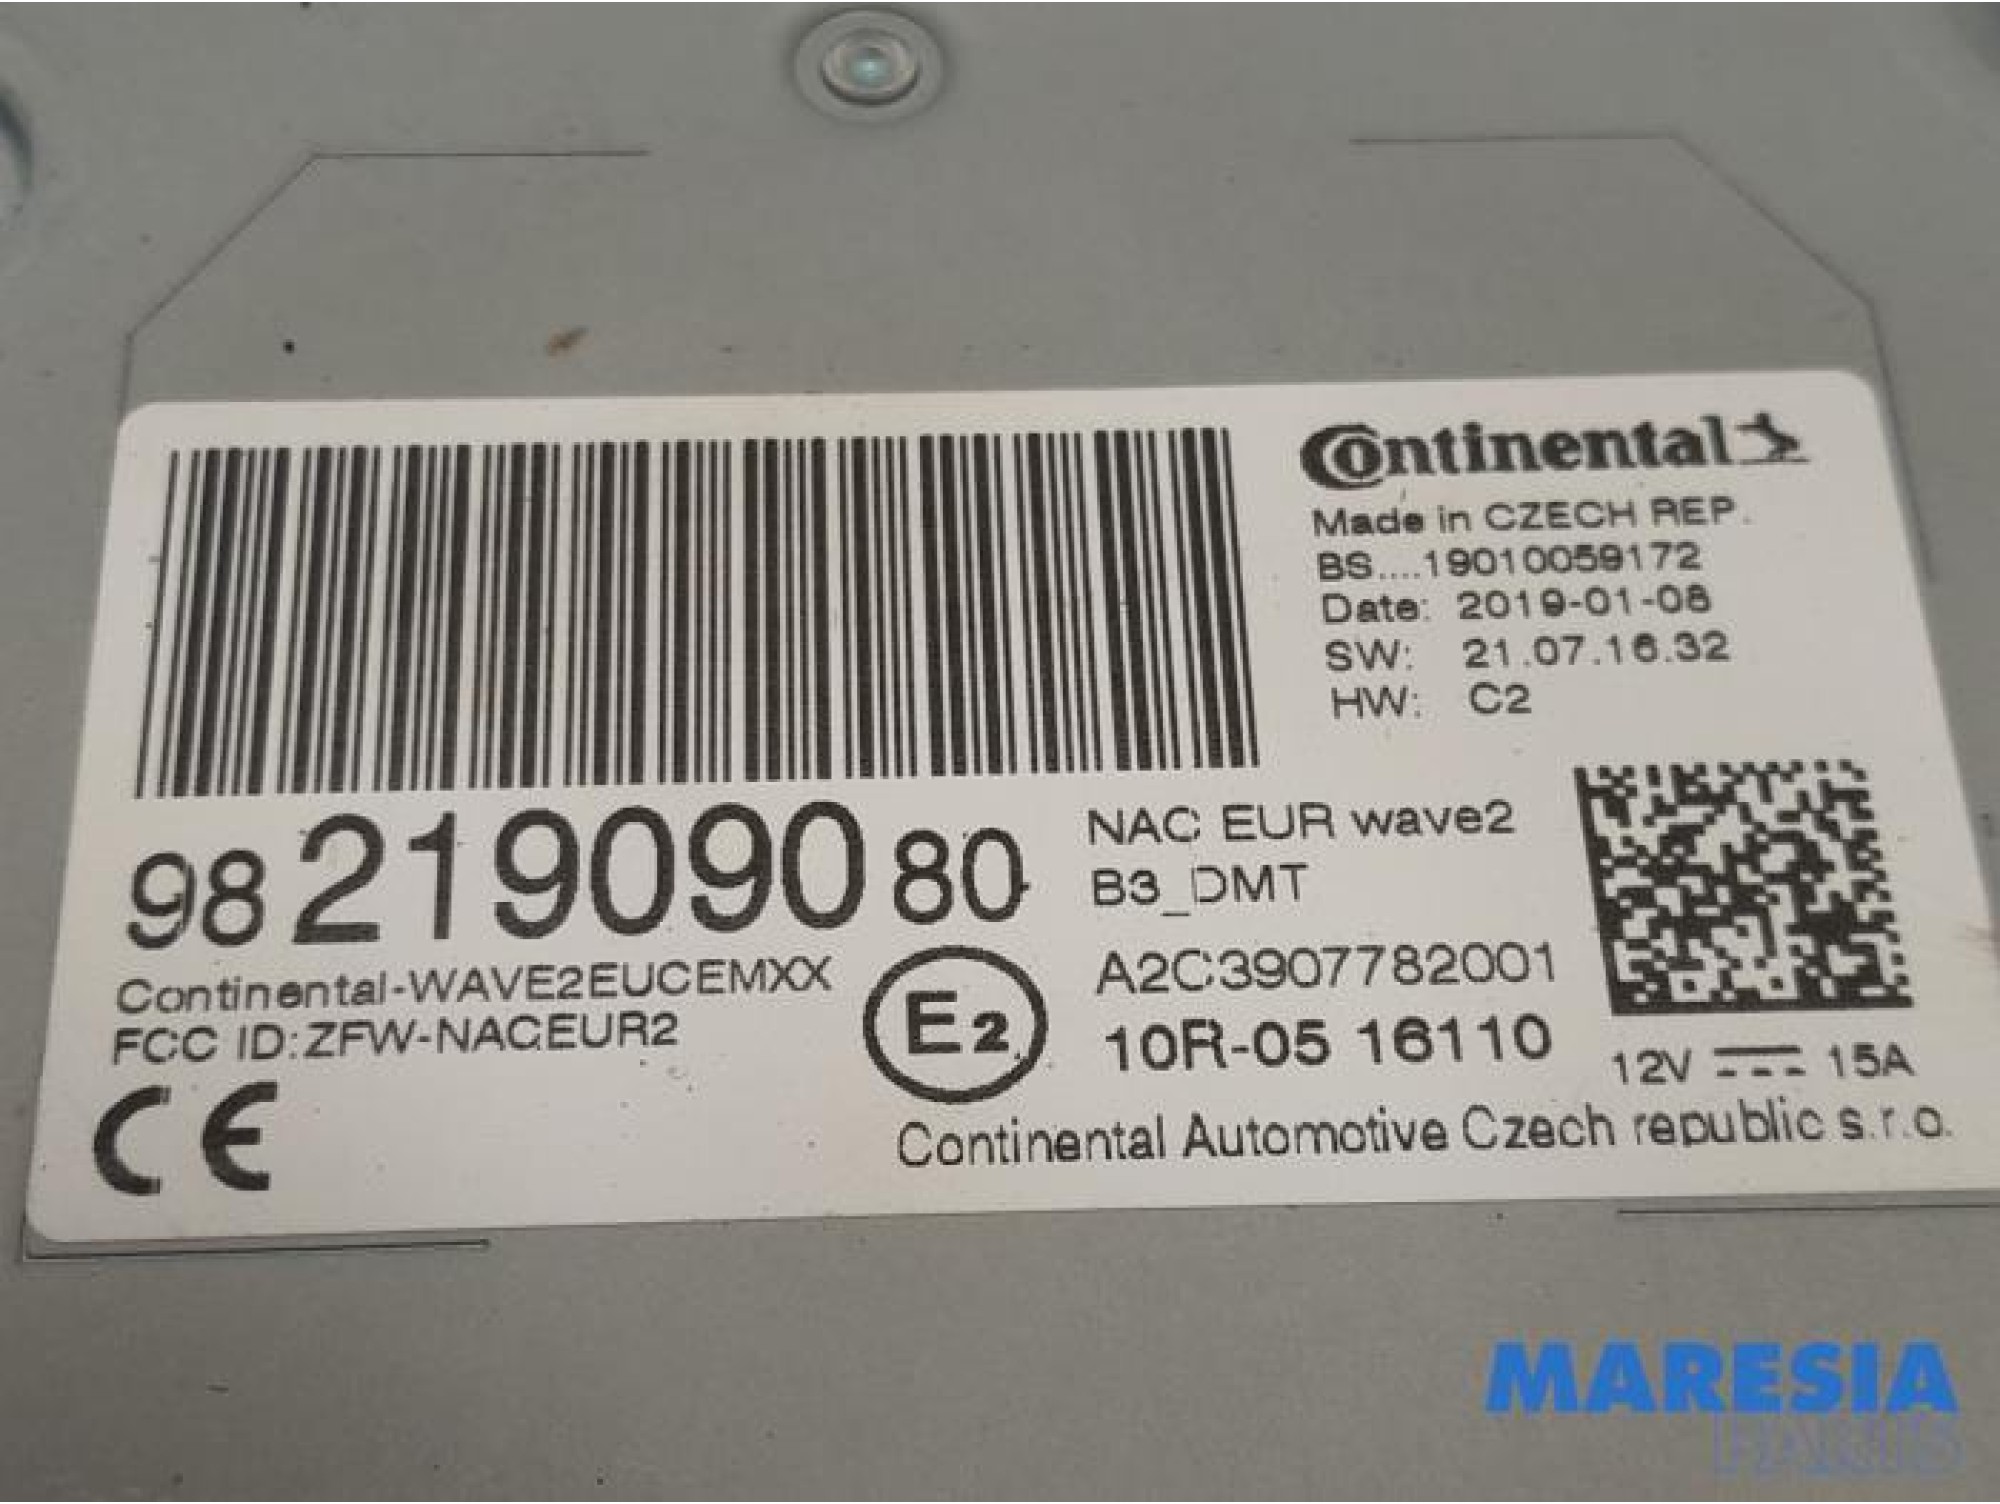 Continental
Made in CZECH REP.
BS....19010059172
Date: 2019-01-08
SW: 21.07.16.32
HW: C2
98 219090 80
NAC EUR wave2
B3_DMT
Continental-WAVE2EUCEMXX
FCC ID:ZFW-NACEUR2
CE
E2
A2C3907782001
10R-05 16110
12V 15A
Continental Automotive Czech republic s.r.o.
MARESIA
PARTS